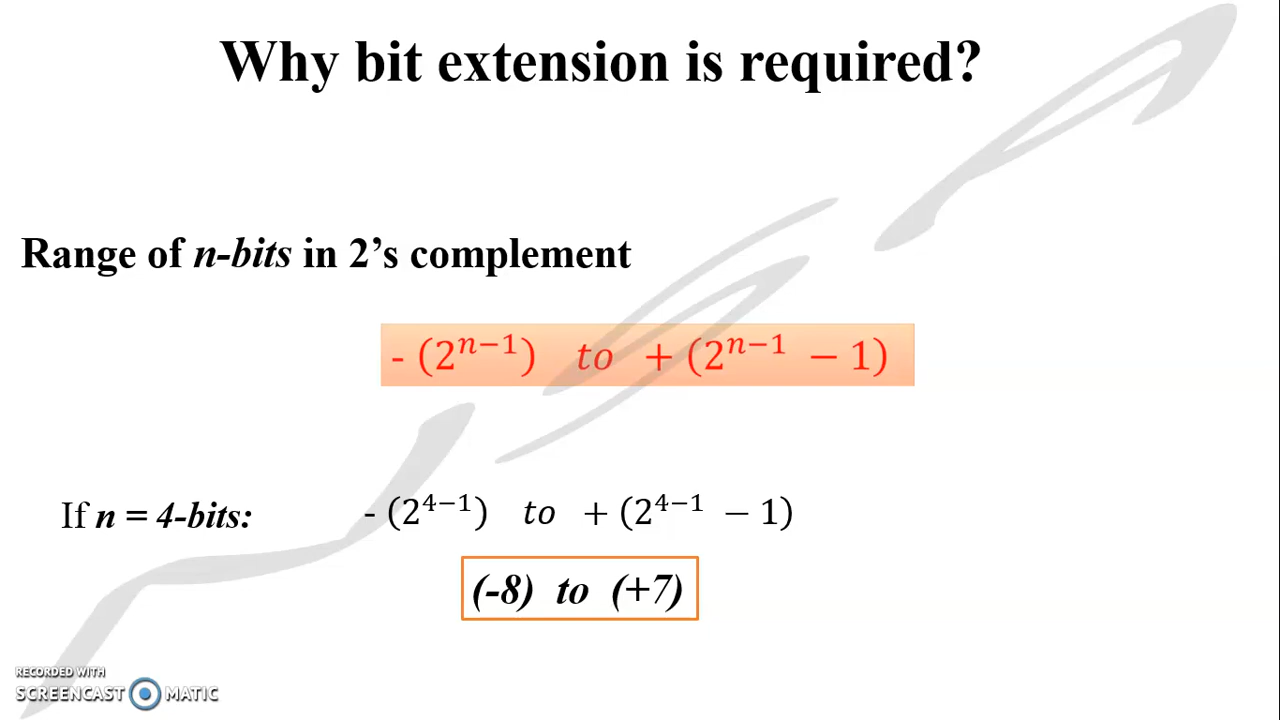 Why bit extension is required?
Range of n-bits in 2’s complement
- (2^{n−1}) to + (2^{n−1} − 1)
If n = 4-bits: - (2^{4−1}) to + (2^{4−1} − 1)
(-8) to (+7)
RECORDED WITH
SCREENCAST MATIC